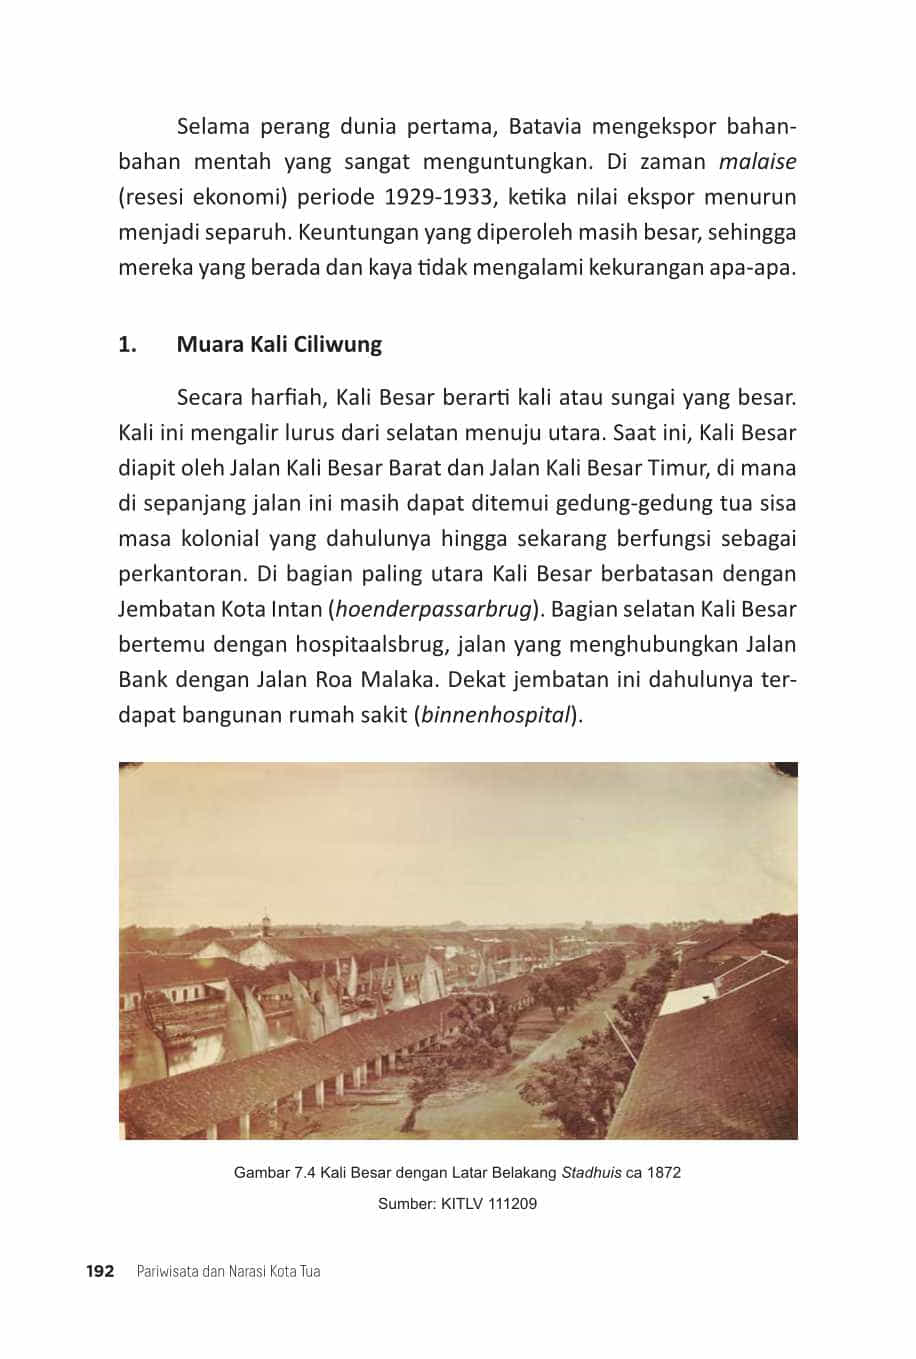 Selama perang dunia pertama, Batavia mengekspor bahan-
bahan mentah yang sangat menguntungkan. Di zaman malaise
(resesi ekonomi) periode 1929-1933, ketika nilai ekspor menurun
menjadi separuh. Keuntungan yang diperoleh masih besar, sehingga
mereka yang berada dan kaya tidak mengalami kekurangan apa-apa.
1. Muara Kali Ciliwung
Secara harfiah, Kali Besar berarti kali atau sungai yang besar.
Kali ini mengalir lurus dari selatan menuju utara. Saat ini, Kali Besar
diapit oleh Jalan Kali Besar Barat dan Jalan Kali Besar Timur, di mana
di sepanjang jalan ini masih dapat ditemui gedung-gedung tua sisa
masa kolonial yang dahulunya hingga sekarang berfungsi sebagai
perkantoran. Di bagian paling utara Kali Besar berbatasan dengan
Jembatan Kota Intan (hoenderpassarbrug). Bagian selatan Kali Besar
bertemu dengan hospitaalsbrug, jalan yang menghubungkan Jalan
Bank dengan Jalan Roa Malaka. Dekat jembatan ini dahulunya ter-
dapat bangunan rumah sakit (binnenhospital).
Gambar 7.4 Kali Besar dengan Latar Belakang Stadhuis ca 1872
Sumber: KITLV 111209
192 Pariwisata dan Narasi Kota Tua